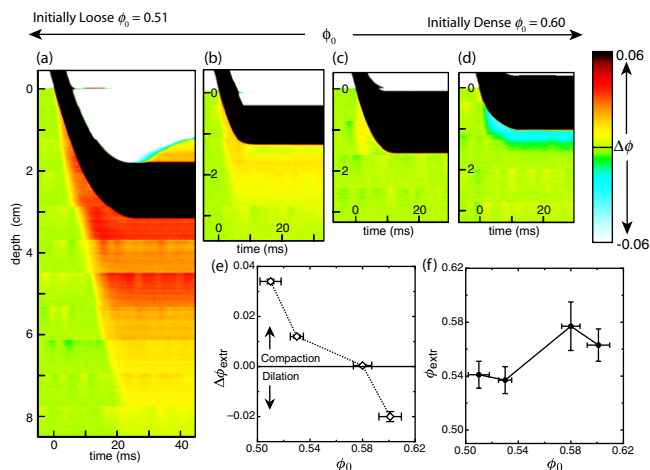 Initially Loose ϕ0 = 0.51
ϕ0
Initially Dense ϕ0 = 0.60
(a)
(b)
(c)
(d)
0
2
4
6
8
depth (cm)
0
20
40
time (ms)
0
2
0
20
time (ms)
0
2
0
20
time (ms)
0
2
0
20
time (ms)
0.06
Δϕ
-0.06
(e)
0.04
0.02
0.00
-0.02
Δϕextr
Compaction
Dilation
0.50
0.54
0.58
0.62
ϕ0
(f)
0.62
0.58
0.54
0.50
ϕextr
0.50
0.54
0.58
0.62
ϕ0